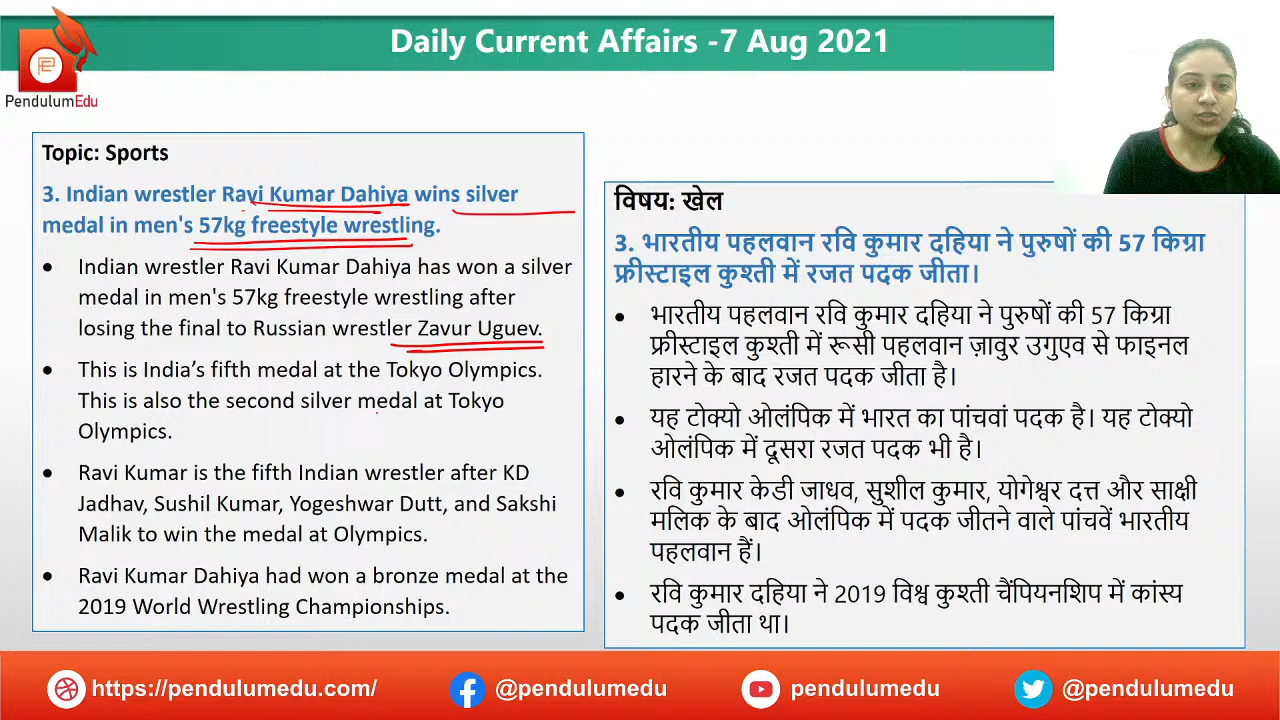 Daily Current Affairs -7 Aug 2021
PendulumEdu
Topic: Sports
3. Indian wrestler Ravi Kumar Dahiya wins silver
medal in men's 57kg freestyle wrestling.
• Indian wrestler Ravi Kumar Dahiya has won a silver
medal in men's 57kg freestyle wrestling after
losing the final to Russian wrestler Zavur Uguev.
• This is India’s fifth medal at the Tokyo Olympics.
This is also the second silver medal at Tokyo
Olympics.
• Ravi Kumar is the fifth Indian wrestler after KD
Jadhav, Sushil Kumar, Yogeshwar Dutt, and Sakshi
Malik to win the medal at Olympics.
• Ravi Kumar Dahiya had won a bronze medal at the
2019 World Wrestling Championships.
विषय: खेल
3. भारतीय पहलवान रवि कुमार दहिया ने पुरुषों की 57 किग्रा
फ्रीस्टाइल कुश्ती में रजत पदक जीता।
• भारतीय पहलवान रवि कुमार दहिया ने पुरुषों की 57 किग्रा
फ्रीस्टाइल कुश्ती में रूसी पहलवान ज़ावुर उगुएव से फाइनल
हारने के बाद रजत पदक जीता है।
• यह टोक्यो ओलंपिक में भारत का पांचवां पदक है। यह टोक्यो
ओलंपिक में दूसरा रजत पदक भी है।
• रवि कुमार केडी जाधव, सुशील कुमार, योगेश्वर दत्त और साक्षी
मलिक के बाद ओलंपिक में पदक जीतने वाले पांचवें भारतीय
पहलवान हैं।
• रवि कुमार दहिया ने 2019 विश्व कुश्ती चैंपियनशिप में कांस्य
पदक जीता था।
https://pendulumedu.com/
@pendulumedu
pendulumedu
@pendulumedu